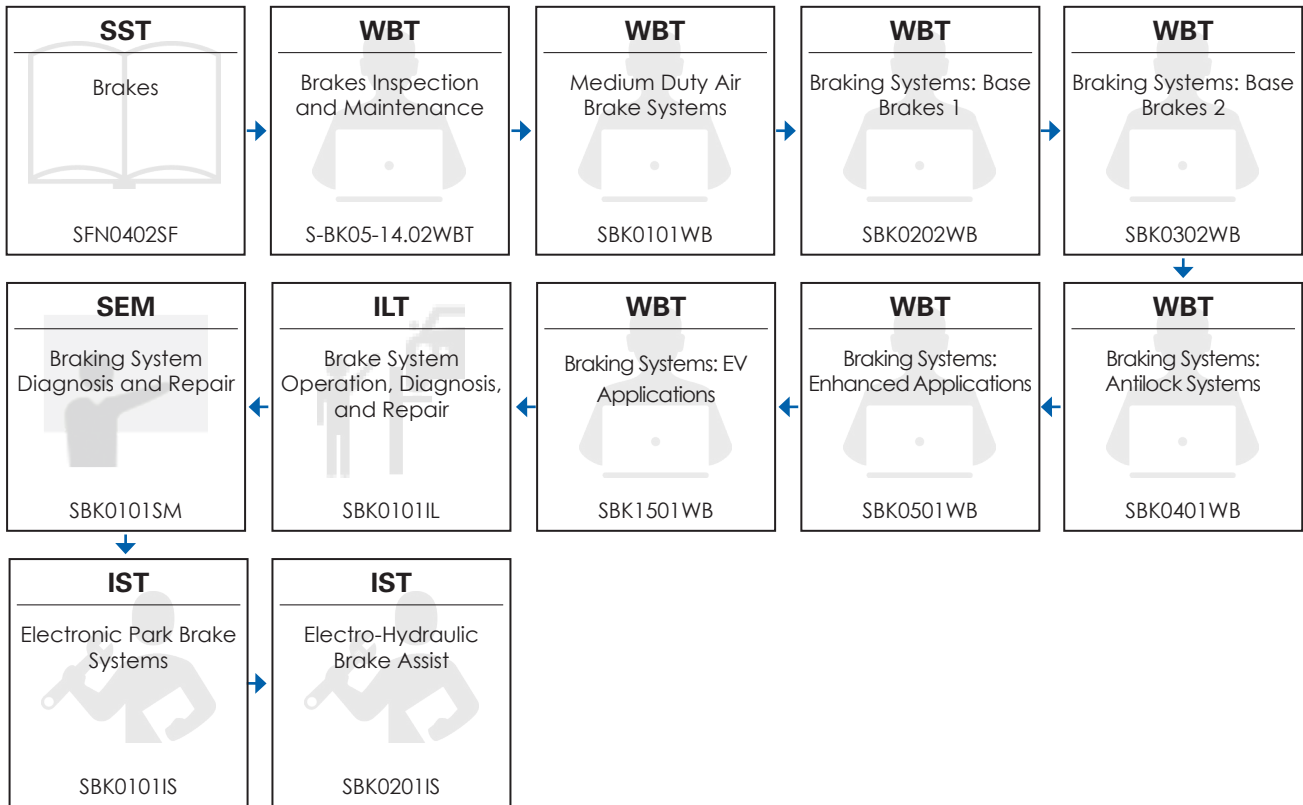 SST
Brakes
SFN0402SF
WBT
Brakes Inspection
and Maintenance
S-BK05-14.02WBT
WBT
Medium Duty Air
Brake Systems
SBK0101WB
WBT
Braking Systems: Base
Brakes 1
SBK0202WB
WBT
Braking Systems: Base
Brakes 2
SBK0302WB
WBT
Braking Systems:
Antilock Systems
SBK0401WB
WBT
Braking Systems:
Enhanced Applications
SBK0501WB
WBT
Braking Systems: EV
Applications
SBK1501WB
ILT
Brake System
Operation, Diagnosis,
and Repair
SBK0101IL
SEM
Braking System
Diagnosis and Repair
SBK0101SM
IST
Electronic Park Brake
Systems
SBK0101IS
IST
Electro-Hydraulic
Brake Assist
SBK0201IS